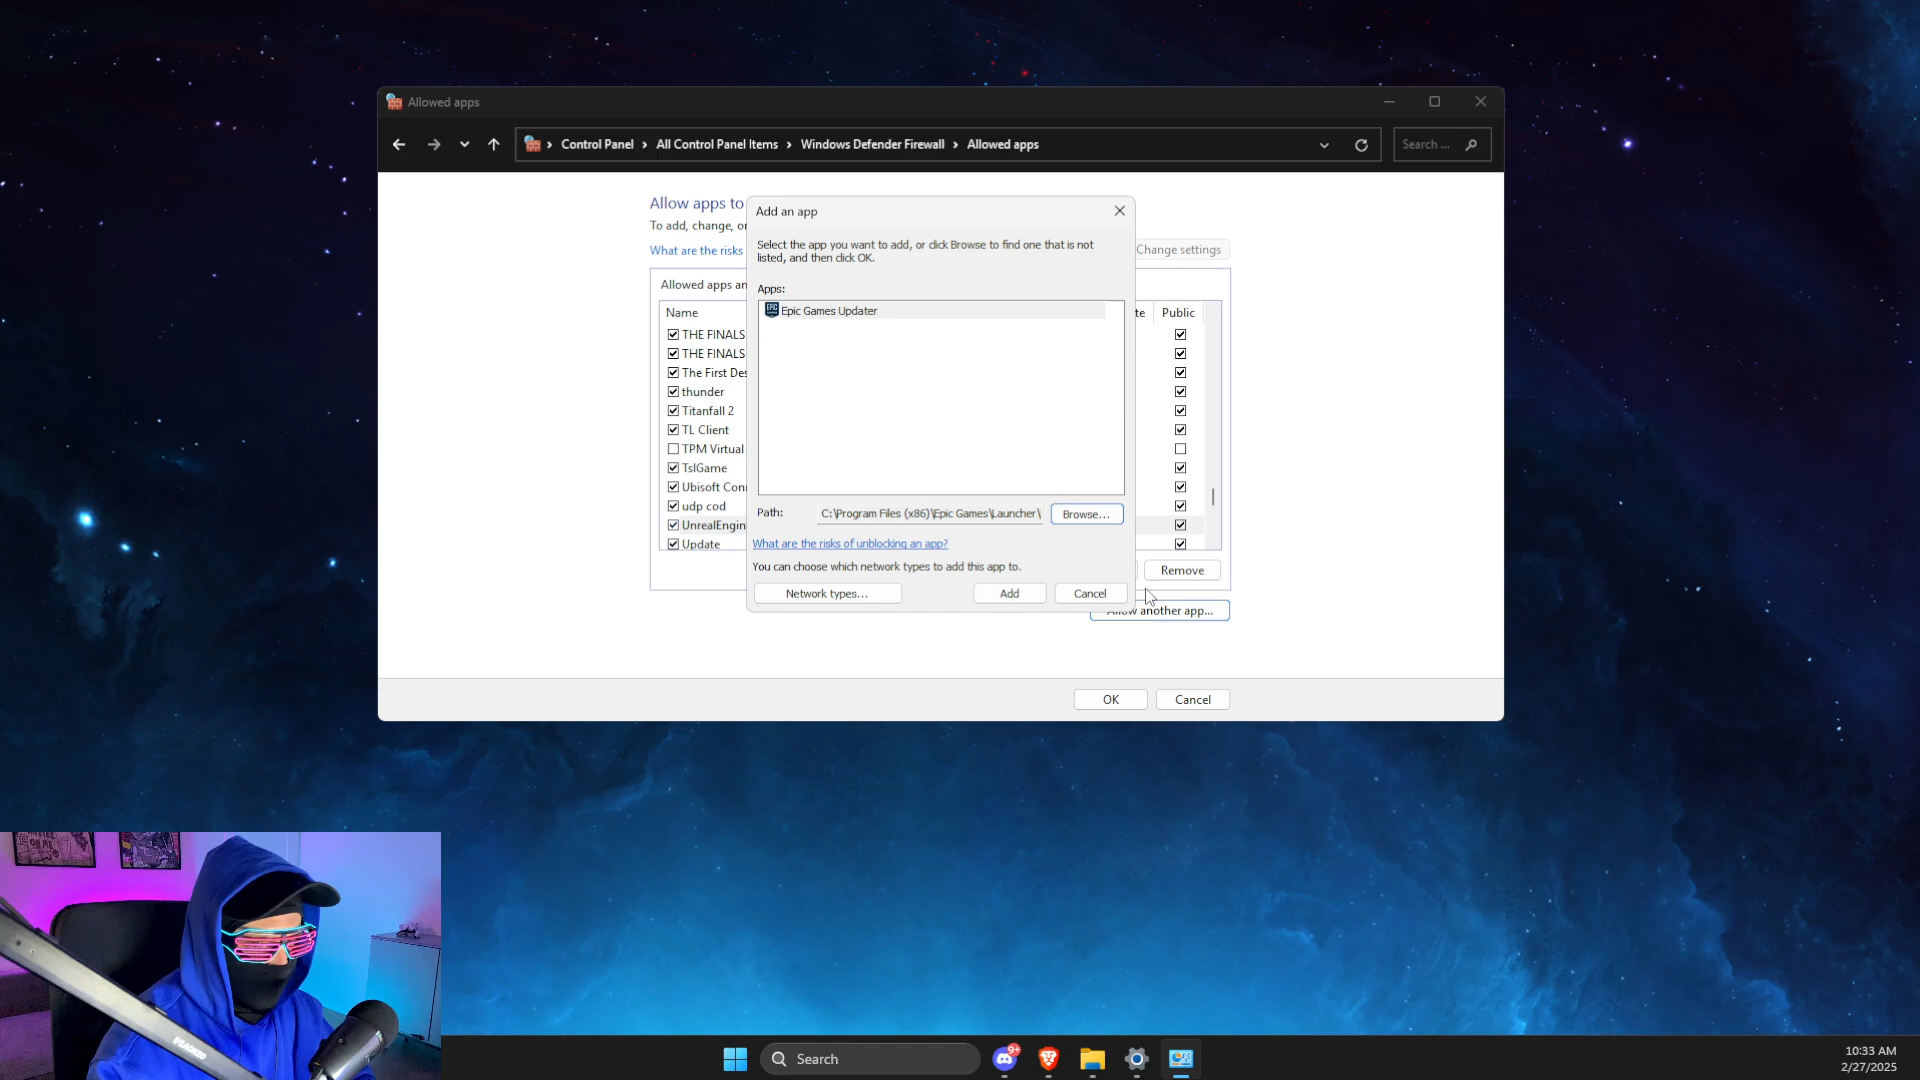 Allowed apps
Control Panel > All Control Panel Items > Windows Defender Firewall > Allowed apps
Search ...
Allow apps to
To add, change, or
What are the risks
Change settings
Allowed apps an
Name
te
Public
THE FINALS
THE FINALS
The First Des
thunder
Titanfall 2
TL Client
TPM Virtual
TslGame
Ubisoft Con
udp cod
UnrealEngin
Update
Remove
Allow another app...
OK
Cancel
Add an app
Select the app you want to add, or click Browse to find one that is not
listed, and then click OK.
Apps:
EPIC
Epic Games Updater
Path:
C:\Program Files (x86)\Epic Games\Launcher\
Browse...
What are the risks of unblocking an app?
You can choose which network types to add this app to.
Network types...
Add
Cancel
Search
9+
10:33 AM
2/27/2025